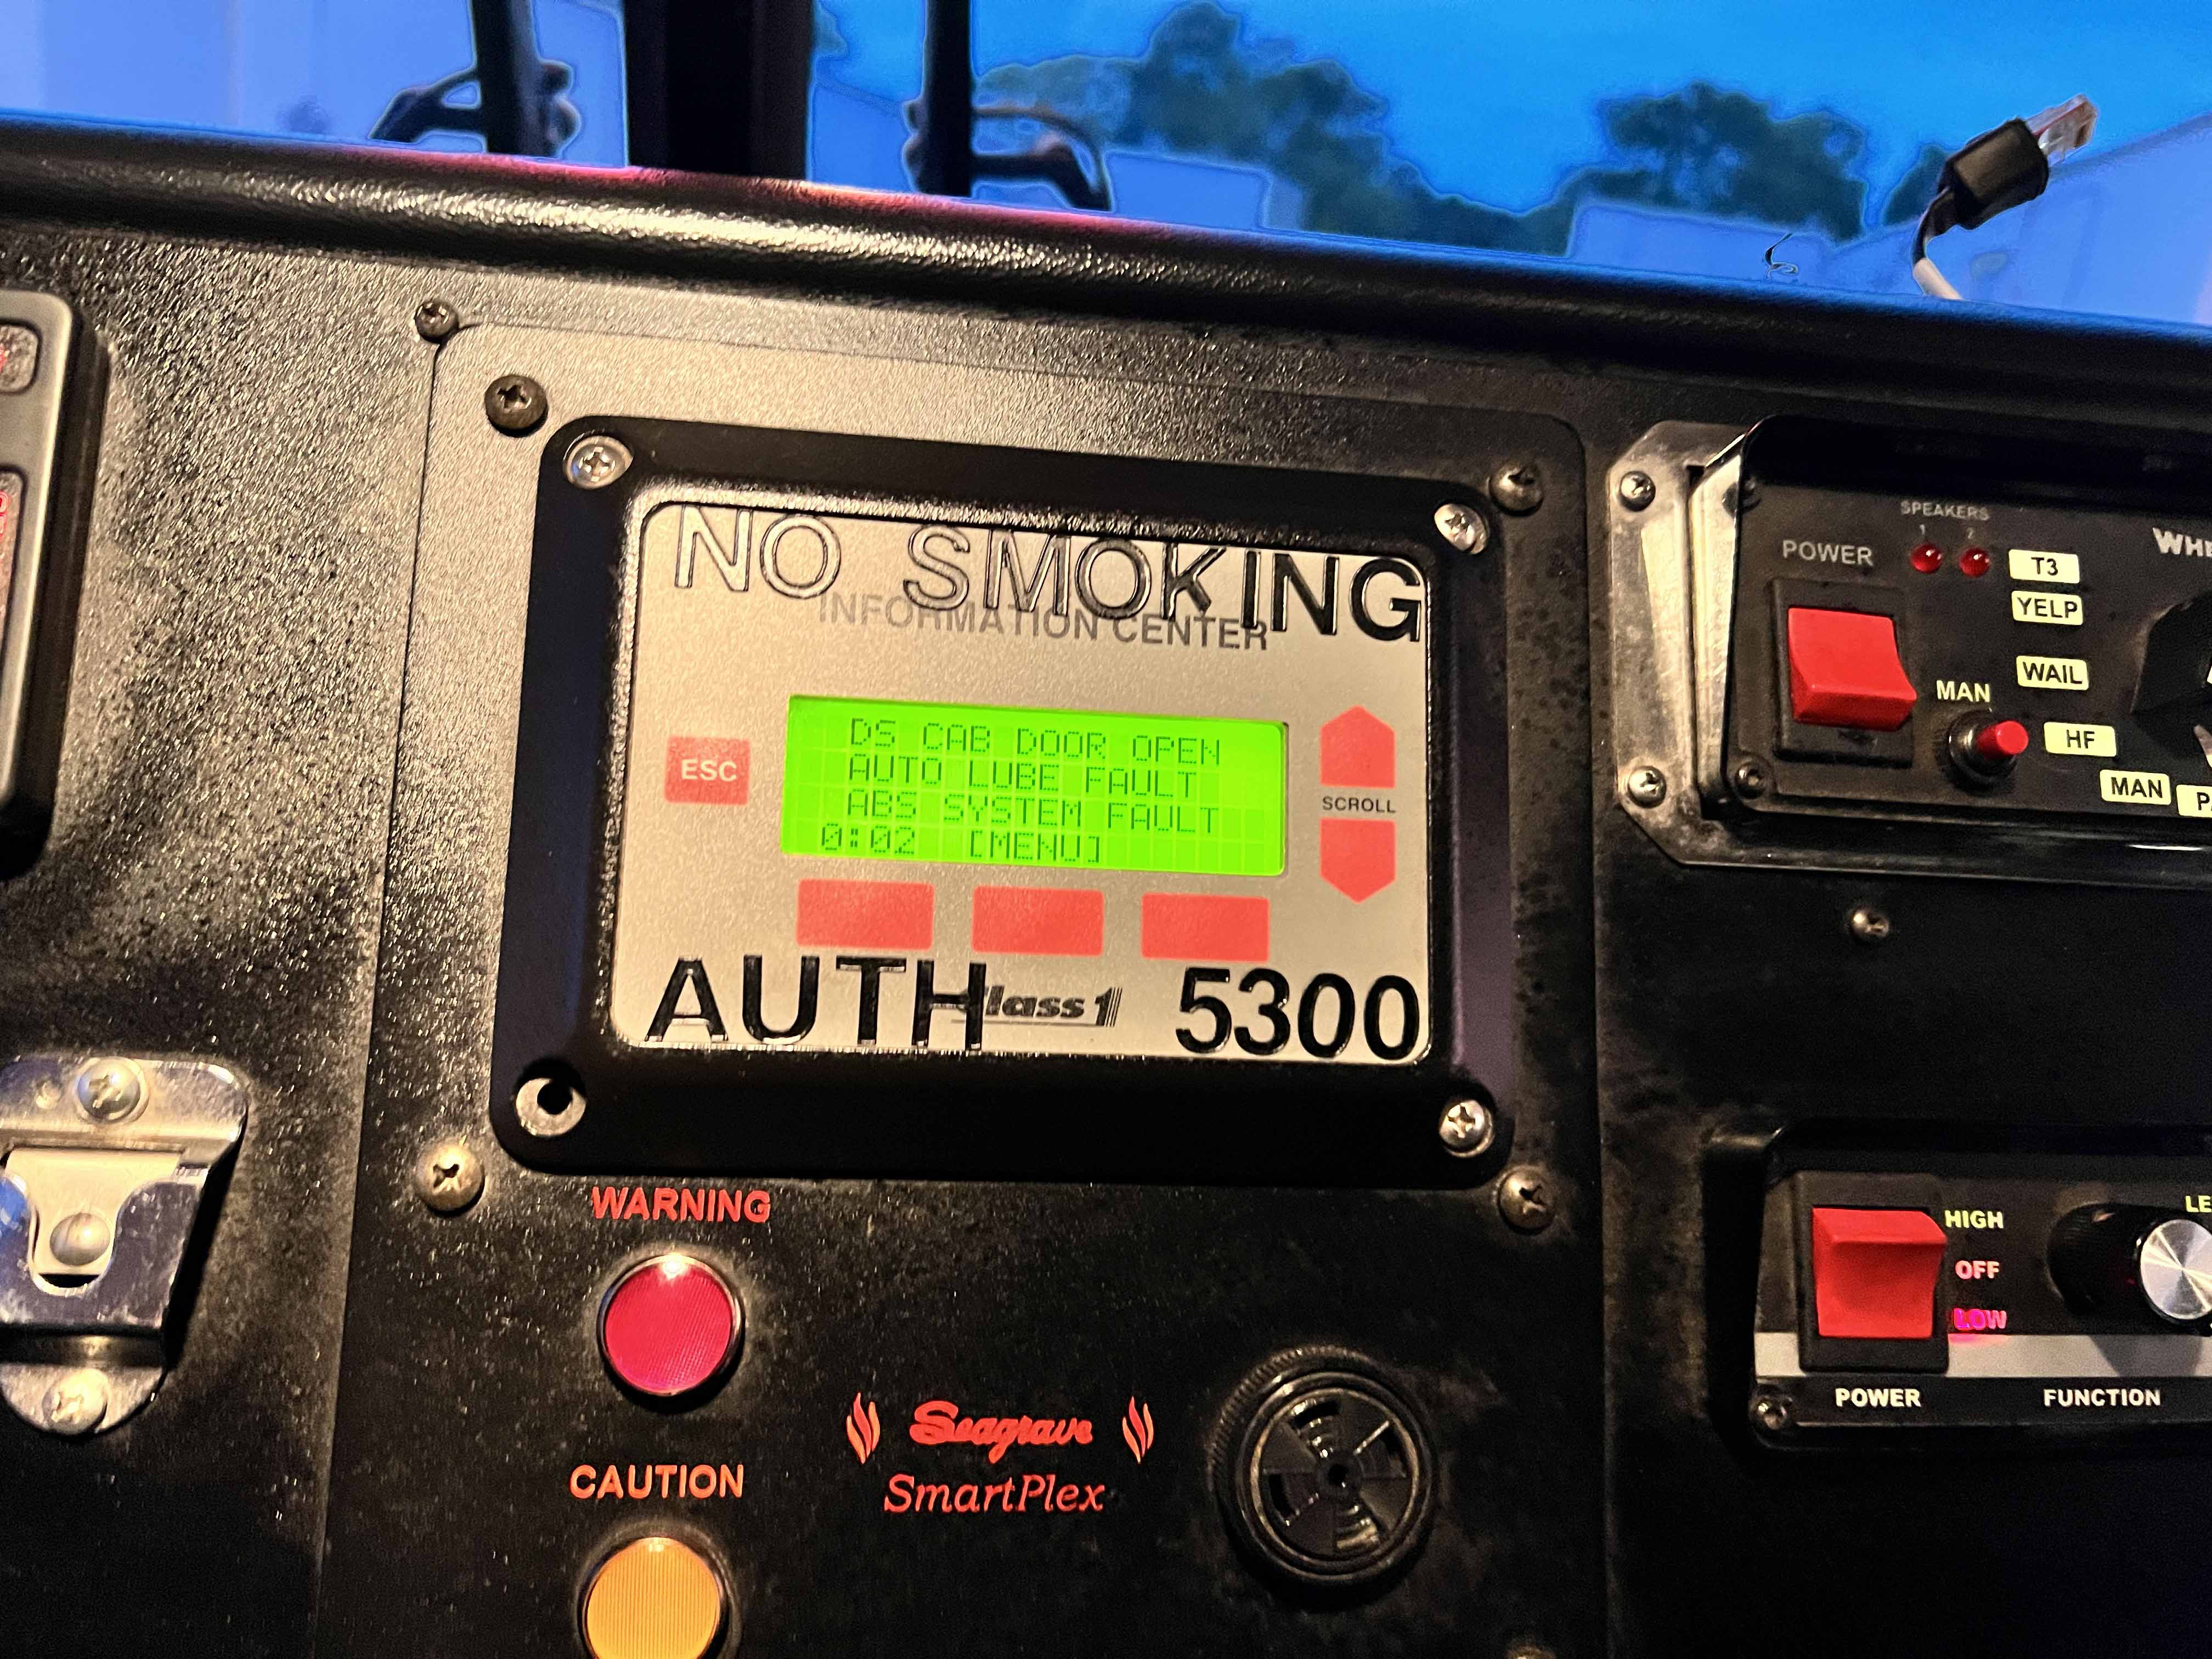 NO SMOKING
INFORMATION CENTER
DS CAB DOOR OPEN
AUTO LUBE FAULT
ABS SYSTEM FAULT
0:02 [MENU]
ESC
SCROLL
AUTH 5300
Class 1
WARNING
CAUTION
Seagrave
SmartPlex
SPEAKERS
1 2
POWER
T3
YELP
WAIL
MAN
HF
MAN
HIGH
OFF
LOW
POWER
FUNCTION